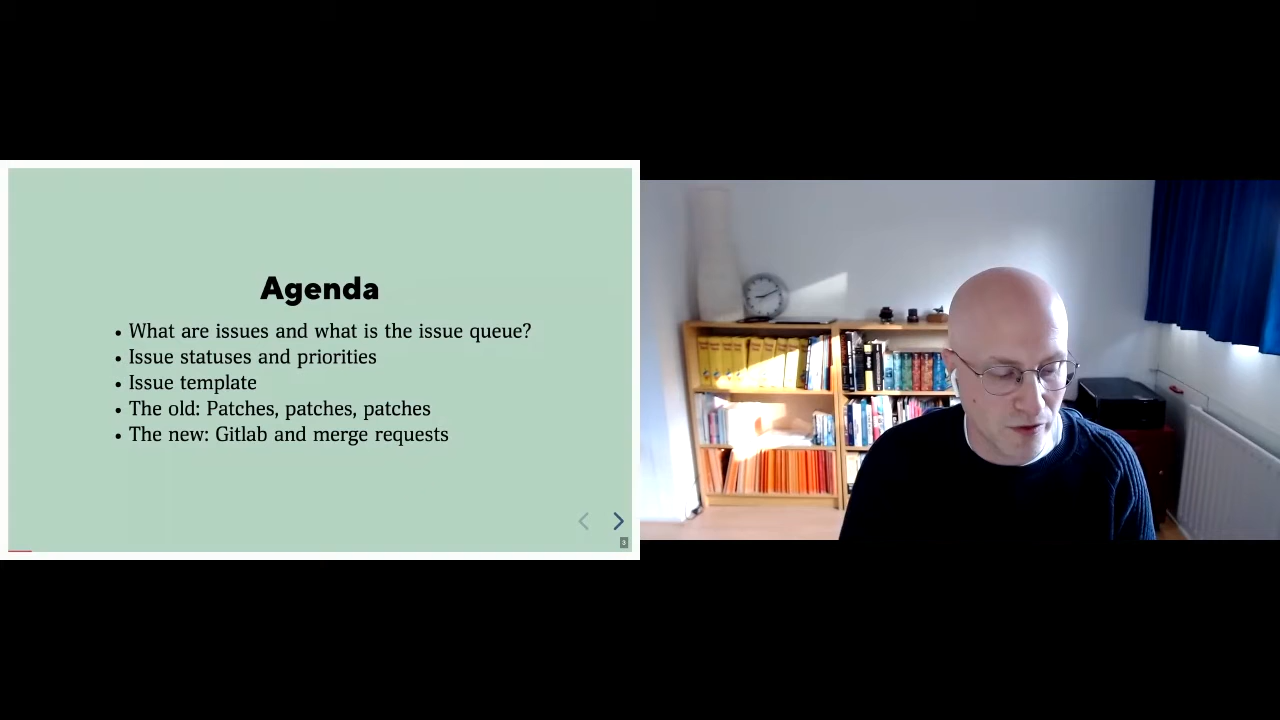 Agenda
• What are issues and what is the issue queue?
• Issue statuses and priorities
• Issue template
• The old: Patches, patches, patches
• The new: Gitlab and merge requests
3